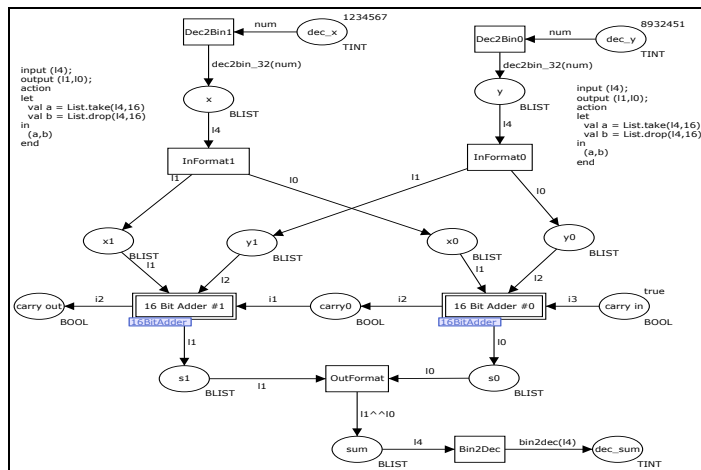 1234567
8932451
Dec2Bin1
num
dec_x
TINT
Dec2Bin0
num
dec_y
TINT
dec2bin_32(num)
dec2bin_32(num)
input (l4);
output (l1,l0);
action
let
val a = List.take(l4,16)
val b = List.drop(l4,16)
in
(a,b)
end
x
BLIST
l4
y
BLIST
l4
input (l4);
output (l1,l0);
action
let
val a = List.take(l4,16)
val b = List.drop(l4,16)
in
(a,b)
end
InFormat1
InFormat0
l1
l0
l1
l0
x1
BLIST
l1
y1
BLIST
l2
x0
BLIST
l1
y0
BLIST
l2
carry out
BOOL
i2
16 Bit Adder #1
16BitAdder
i1
carry0
BOOL
i2
16 Bit Adder #0
16BitAdder
i3
true
carry in
BOOL
l1
l0
s1
BLIST
l1
OutFormat
l0
s0
BLIST
l1^^l0
sum
BLIST
l4
Bin2Dec
bin2dec(l4)
dec_sum
TINT